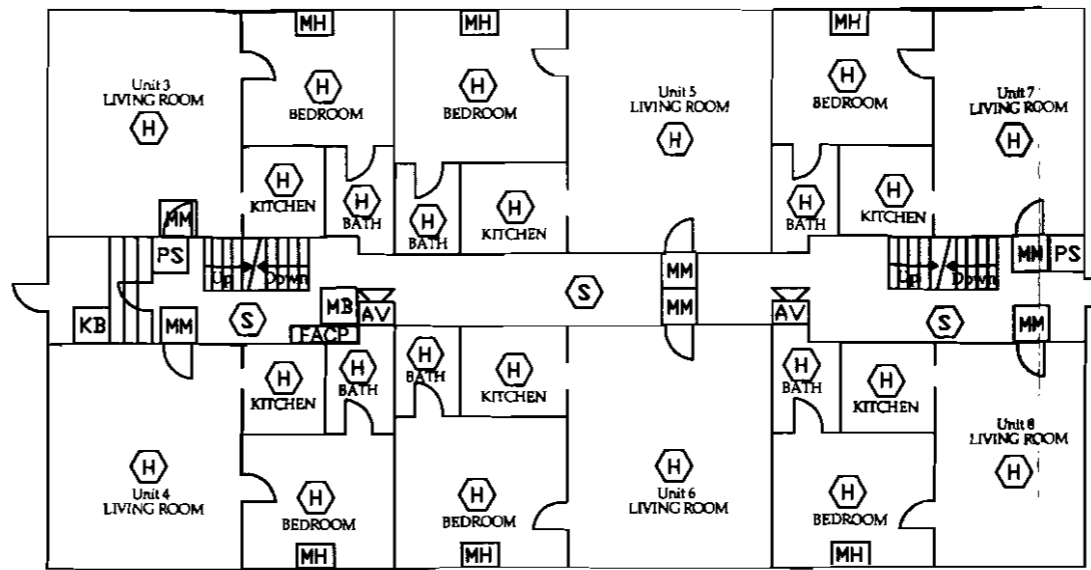 MH
MH
MH
H
H
H
BEDROOM
BEDROOM
BEDROOM
Unit 3
LIVING ROOM
H
Unit 5
LIVING ROOM
H
Unit 7
LIVING ROOM
H
H
KITCHEN
H
BATH
H
BATH
H
KITCHEN
H
BATH
H
KITCHEN
MM
PS
Up
Down
MM
MM
Up
Down
MM
PS
KB
MM
S
MB
FACP
AV
S
AV
S
MM
H
KITCHEN
H
BATH
H
BATH
H
KITCHEN
H
BATH
H
KITCHEN
H
Unit 4
LIVING ROOM
H
Unit 6
LIVING ROOM
Unit 8
LIVING ROOM
H
H
BEDROOM
H
BEDROOM
H
BEDROOM
MH
MH
MH